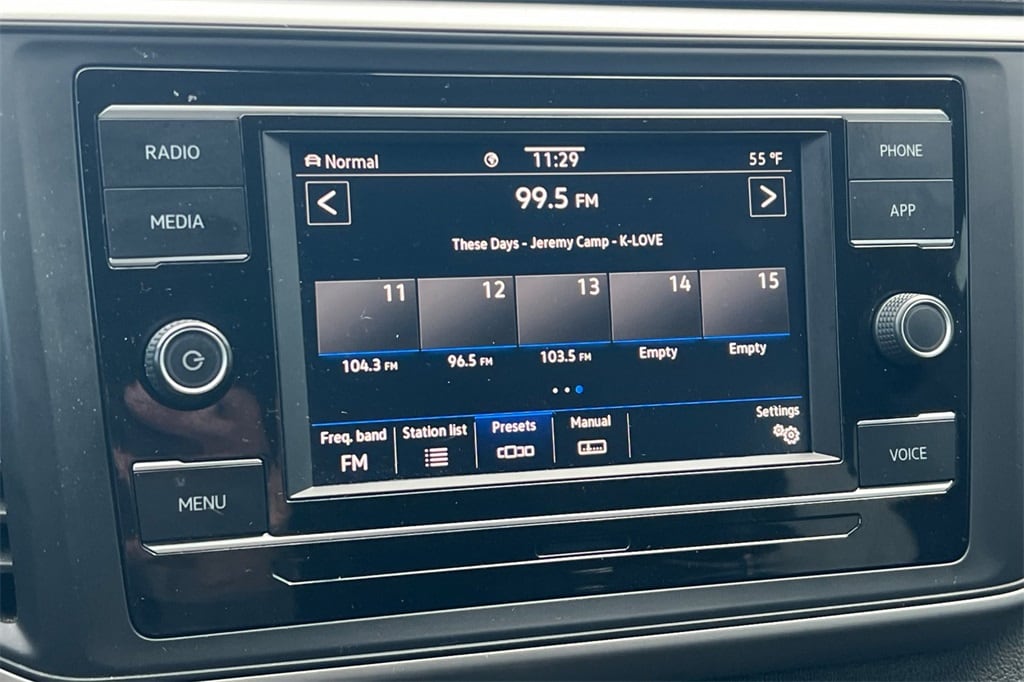 RADIO
MEDIA
MENU
Normal 11:29 55 °F
< 99.5 FM >
These Days - Jeremy Camp - K-LOVE
11 12 13 14 15
104.3 FM 96.5 FM 103.5 FM Empty Empty
Freq. band Station list Presets Manual Settings
FM
PHONE
APP
VOICE